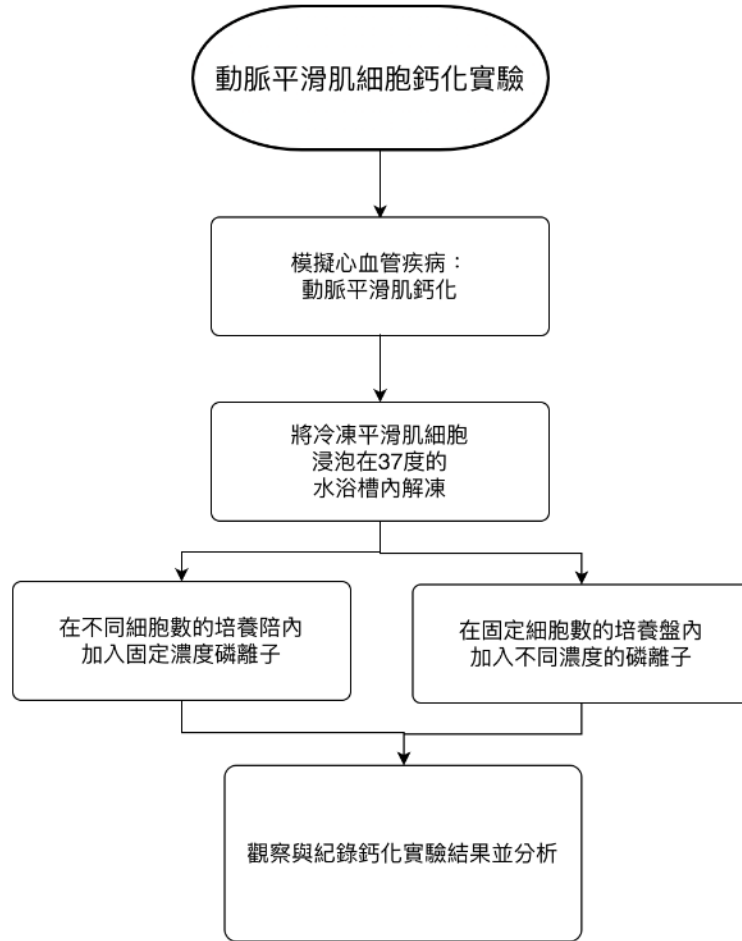 動脈平滑肌細胞鈣化實驗
模擬心血管疾病：
動脈平滑肌鈣化
將冷凍平滑肌細胞
浸泡在37度的
水浴槽內解凍
在不同細胞數的培養陪內
加入固定濃度磷離子
在固定細胞數的培養盤內
加入不同濃度的磷離子
觀察與紀錄鈣化實驗結果並分析